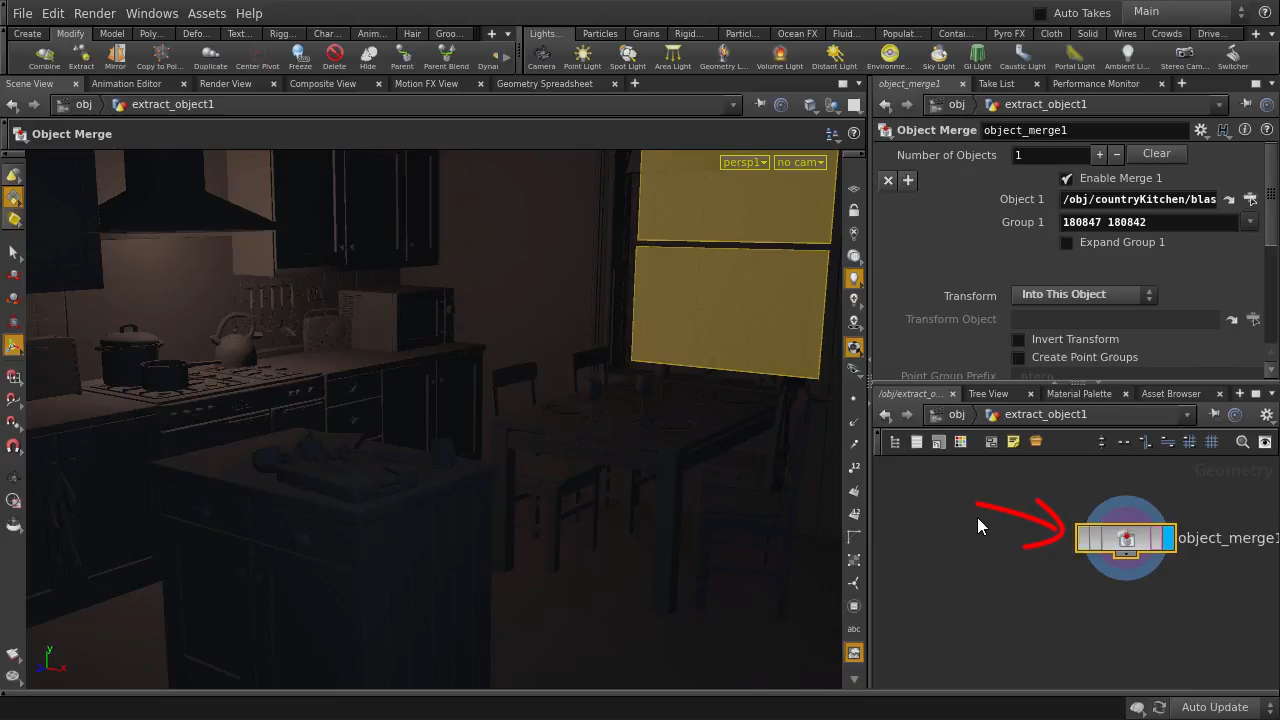 File Edit Render Windows Assets Help
Auto Takes Main
Create Modify Model Poly... Defo... Text... Rigg... Char... Anim... Hair Groo...
Lights... Particles Grains Rigid... Particl... Ocean FX Fluid... Populat... Contai... Pyro FX Cloth Solid Wires Crowds Drive...
Combine Extract Mirror Copy to Pol... Duplicate Center Pivot Freeze Delete Hide Parent Parent Blend Dyna
Camera Point Light Spot Light Area Light Geometry L... Volume Light Distant Light Environme... Sky Light GI Light Caustic Light Portal Light Ambient Li... Stereo Cam... Switcher
Scene View Animation Editor Render View Composite View Motion FX View Geometry Spreadsheet
object_merge1 Take List Performance Monitor
obj extract_object1
obj extract_object1
Object Merge
Object Merge object_merge1
persp1 no cam
Number of Objects 1 Clear
Enable Merge 1
Object 1 /obj/countryKitchen/blas
Group 1 180847 180842
Expand Group 1
Transform Into This Object
Transform Object
Invert Transform
Create Point Groups
Point Group Prefix
/obj/extract_o... Tree View Material Palette Asset Browser
obj extract_object1
12
12
abc
Geometry
object_merge1
y
x
Auto Update